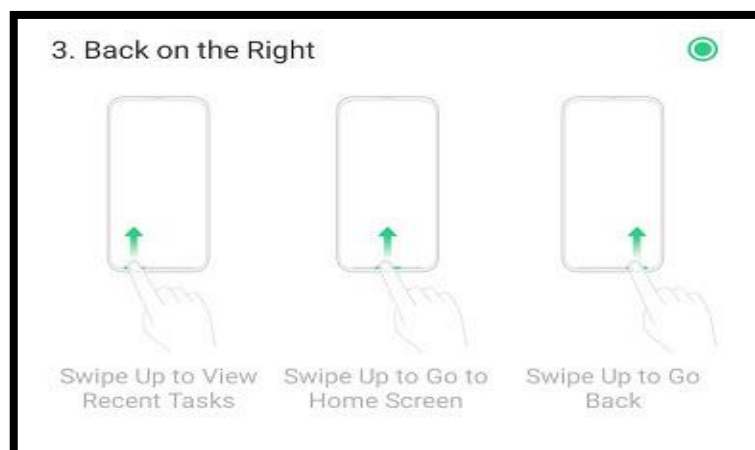 3. Back on the Right
Swipe Up to View
Recent Tasks
Swipe Up to Go to
Home Screen
Swipe Up to Go
Back